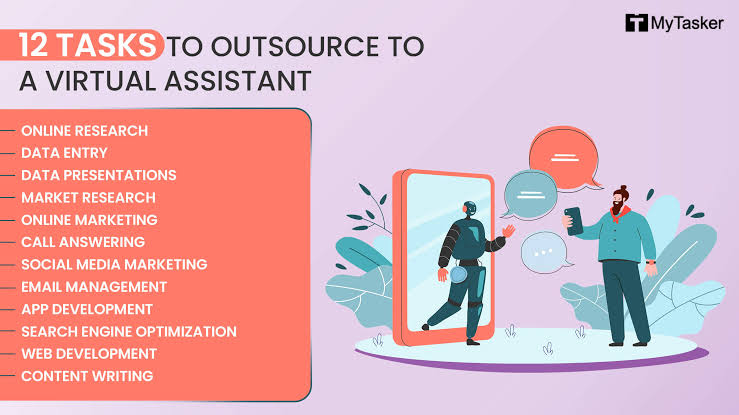 12 TASKS TO OUTSOURCE TO
A VIRTUAL ASSISTANT
MyTasker
ONLINE RESEARCH
DATA ENTRY
DATA PRESENTATIONS
MARKET RESEARCH
ONLINE MARKETING
CALL ANSWERING
SOCIAL MEDIA MARKETING
EMAIL MANAGEMENT
APP DEVELOPMENT
SEARCH ENGINE OPTIMIZATION
WEB DEVELOPMENT
CONTENT WRITING